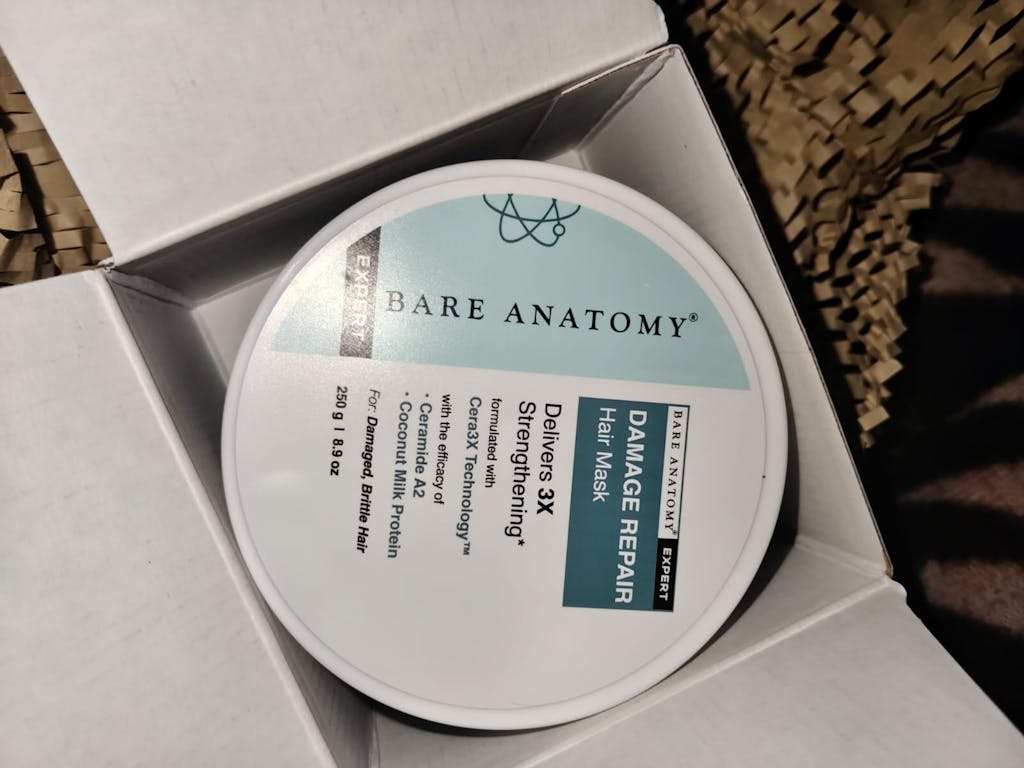 BARE ANATOMY®
EXPERT
BARE ANATOMY® EXPERT
DAMAGE REPAIR
Hair Mask
Delivers 3X
Strengthening*
formulated with
Cera3X Technology™
with the efficacy of
• Ceramide A2
• Coconut Milk Protein
For: Damaged, Brittle Hair
250 g | 8.9 oz